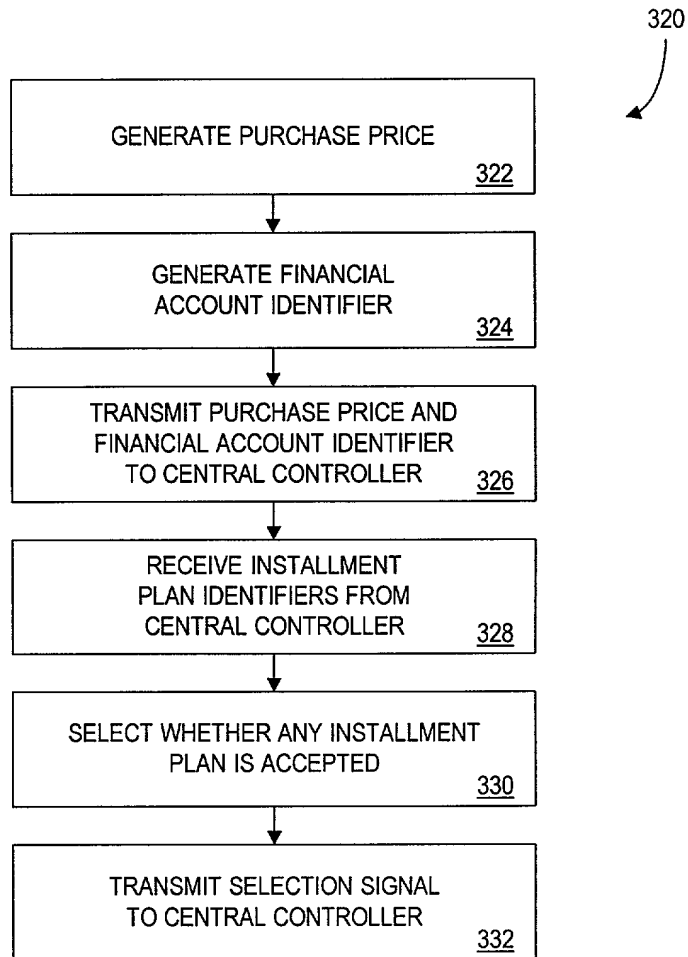 320
GENERATE PURCHASE PRICE
322
GENERATE FINANCIAL
ACCOUNT IDENTIFIER
324
TRANSMIT PURCHASE PRICE AND
FINANCIAL ACCOUNT IDENTIFIER
TO CENTRAL CONTROLLER
326
RECEIVE INSTALLMENT
PLAN IDENTIFIERS FROM
CENTRAL CONTROLLER
328
SELECT WHETHER ANY INSTALLMENT
PLAN IS ACCEPTED
330
TRANSMIT SELECTION SIGNAL
TO CENTRAL CONTROLLER
332